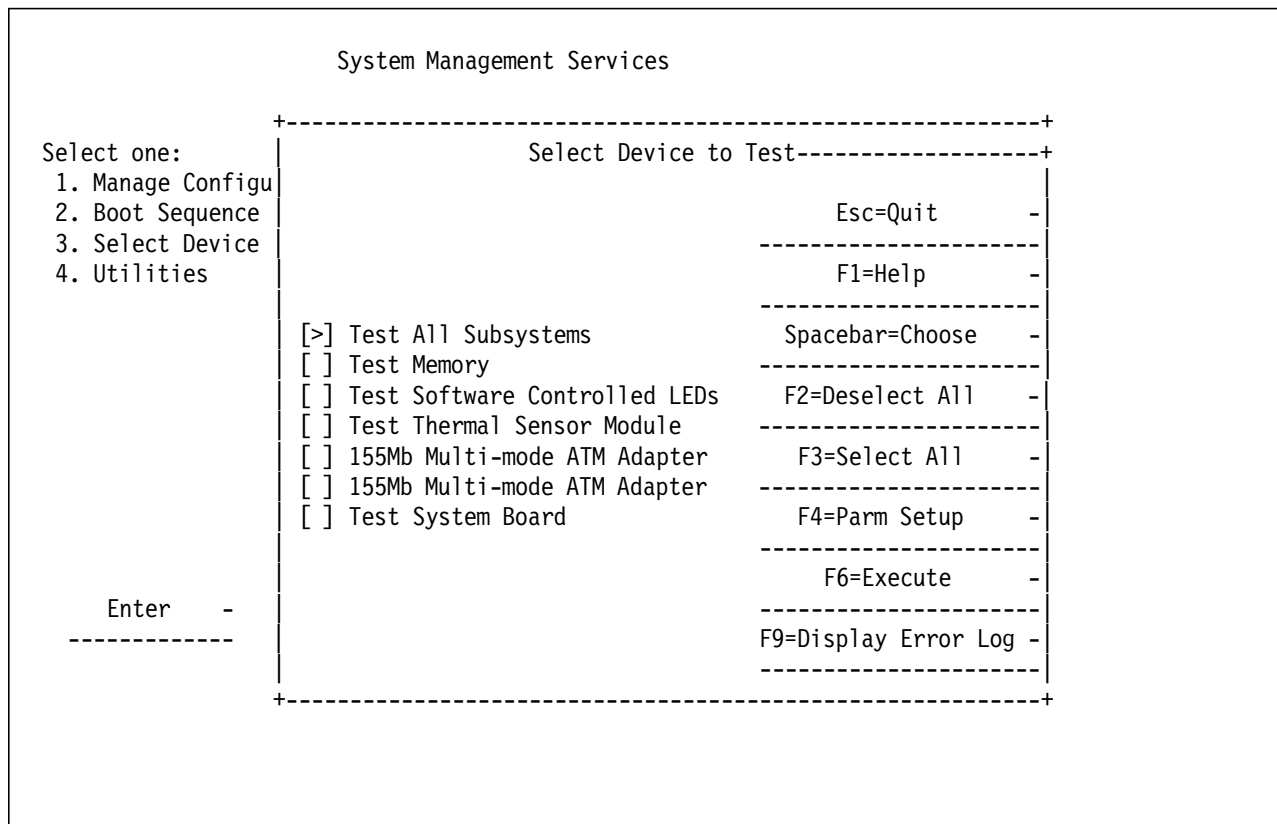 System Management Services
+-----------------------------------------------------------+
Select one: | Select Device to Test-------------------+
1. Manage Configu| |
2. Boot Sequence | Esc=Quit -|
3. Select Device | ----------------------|
4. Utilities | F1=Help -|
| ----------------------|
| [>] Test All Subsystems Spacebar=Choose -|
| [ ] Test Memory ----------------------|
| [ ] Test Software Controlled LEDs F2=Deselect All -|
| [ ] Test Thermal Sensor Module ----------------------|
| [ ] 155Mb Multi-mode ATM Adapter F3=Select All -|
| [ ] 155Mb Multi-mode ATM Adapter ----------------------|
| [ ] Test System Board F4=Parm Setup -|
| ----------------------|
| F6=Execute -|
Enter - | ----------------------|
------------- | F9=Display Error Log -|
| ----------------------|
+-----------------------------------------------------------+